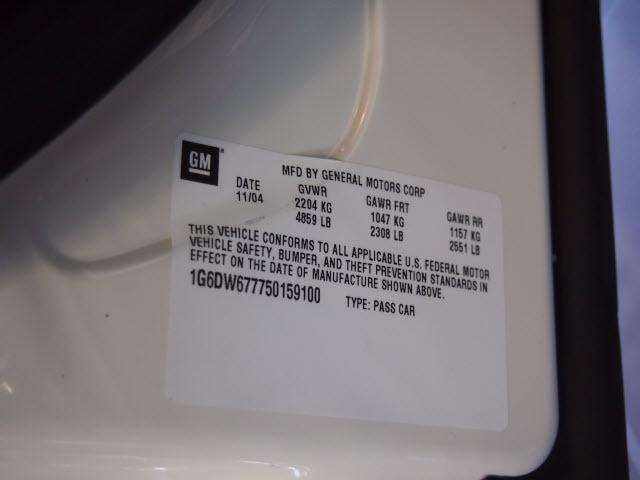 GM
MFD BY GENERAL MOTORS CORP
DATE GVWR GAWR FRT GAWR RR
11/04 2204 KG 1047 KG 1157 KG
4859 LB 2308 LB 2551 LB
THIS VEHICLE CONFORMS TO ALL APPLICABLE U.S. FEDERAL MOTOR
VEHICLE SAFETY, BUMPER, AND THEFT PREVENTION STANDARDS IN
EFFECT ON THE DATE OF MANUFACTURE SHOWN ABOVE.
1G6DW677750159100 TYPE: PASS CAR